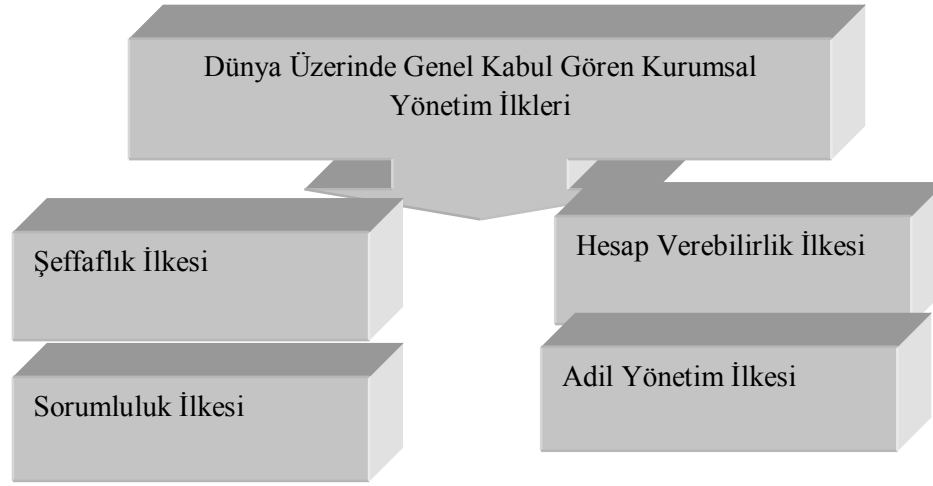 Dünya Üzerinde Genel Kabul Gören Kurumsal
Yönetim İlkleri
Şeffaflık İlkesi
Hesap Verebilirlik İlkesi
Sorumluluk İlkesi
Adil Yönetim İlkesi